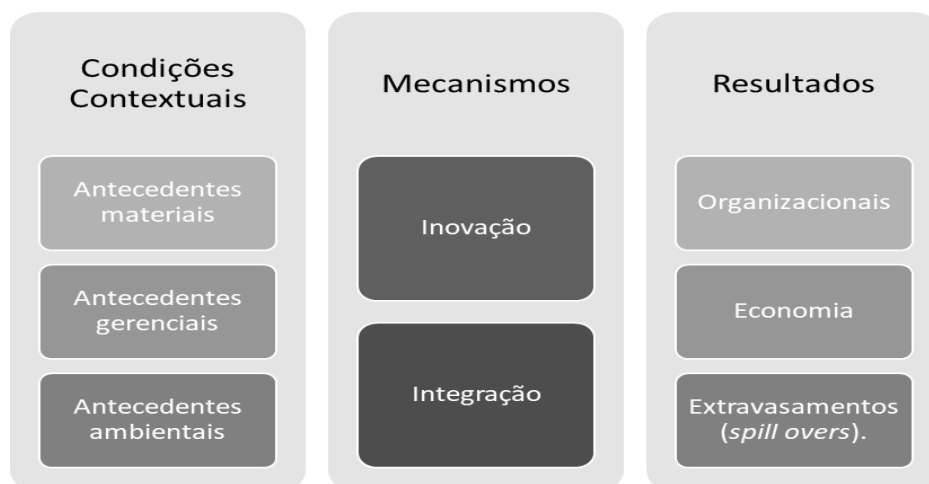 Condições
Contextuais
Antecedentes
materiais
Antecedentes
gerenciais
Antecedentes
ambientais
Mecanismos
Inovação
Integração
Resultados
Organizacionais
Economia
Extravasamentos
(spill overs).